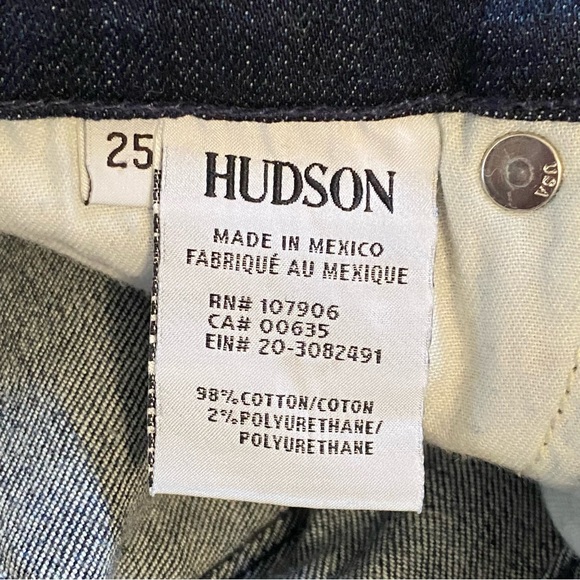 25
HUDSON
MADE IN MEXICO
FABRIQUÉ AU MEXIQUE
RN# 107906
CA# 00635
EIN# 20-3082491
98%COTTON/COTON
2%POLYURETHANE/
POLYURETHANE
USA